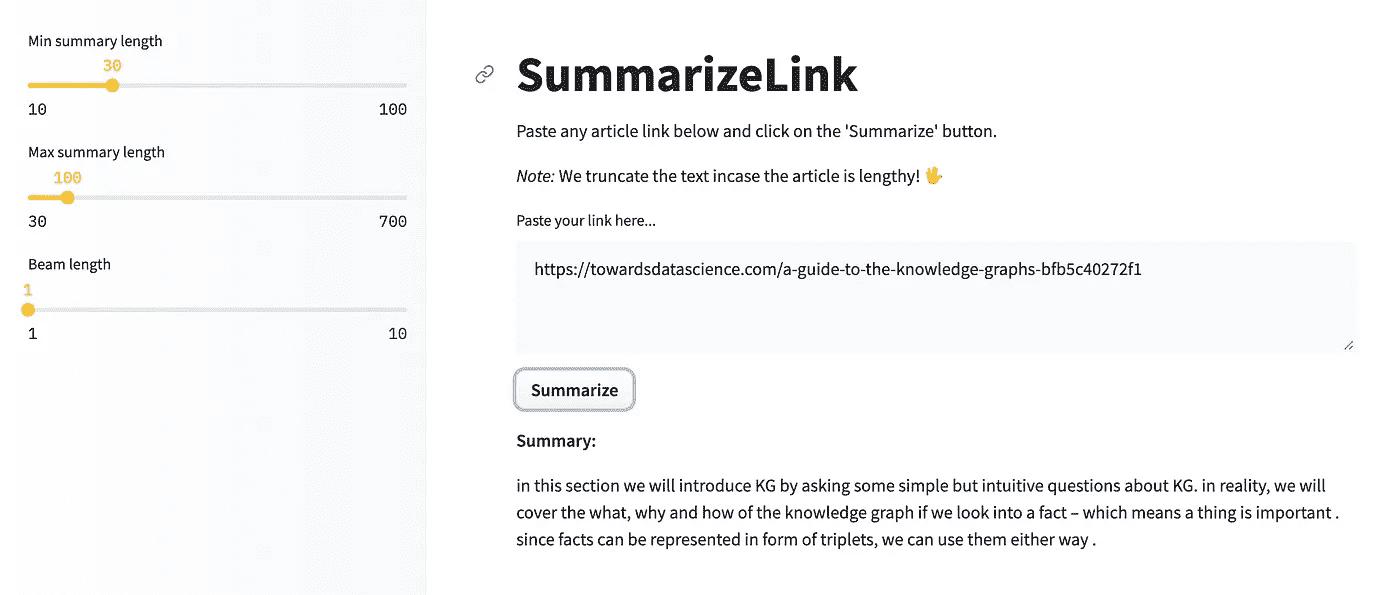 Min summary length
30
10 100
Max summary length
100
30 700
Beam length
1
1 10
SummarizeLink
Paste any article link below and click on the 'Summarize' button.
Note: We truncate the text incase the article is lengthy! 🖖
Paste your link here...
https://towardsdatascience.com/a-guide-to-the-knowledge-graphs-bfb5c40272f1
Summarize
Summary:
in this section we will introduce KG by asking some simple but intuitive questions about KG. in reality, we will
cover the what, why and how of the knowledge graph if we look into a fact – which means a thing is important .
since facts can be represented in form of triplets, we can use them either way .